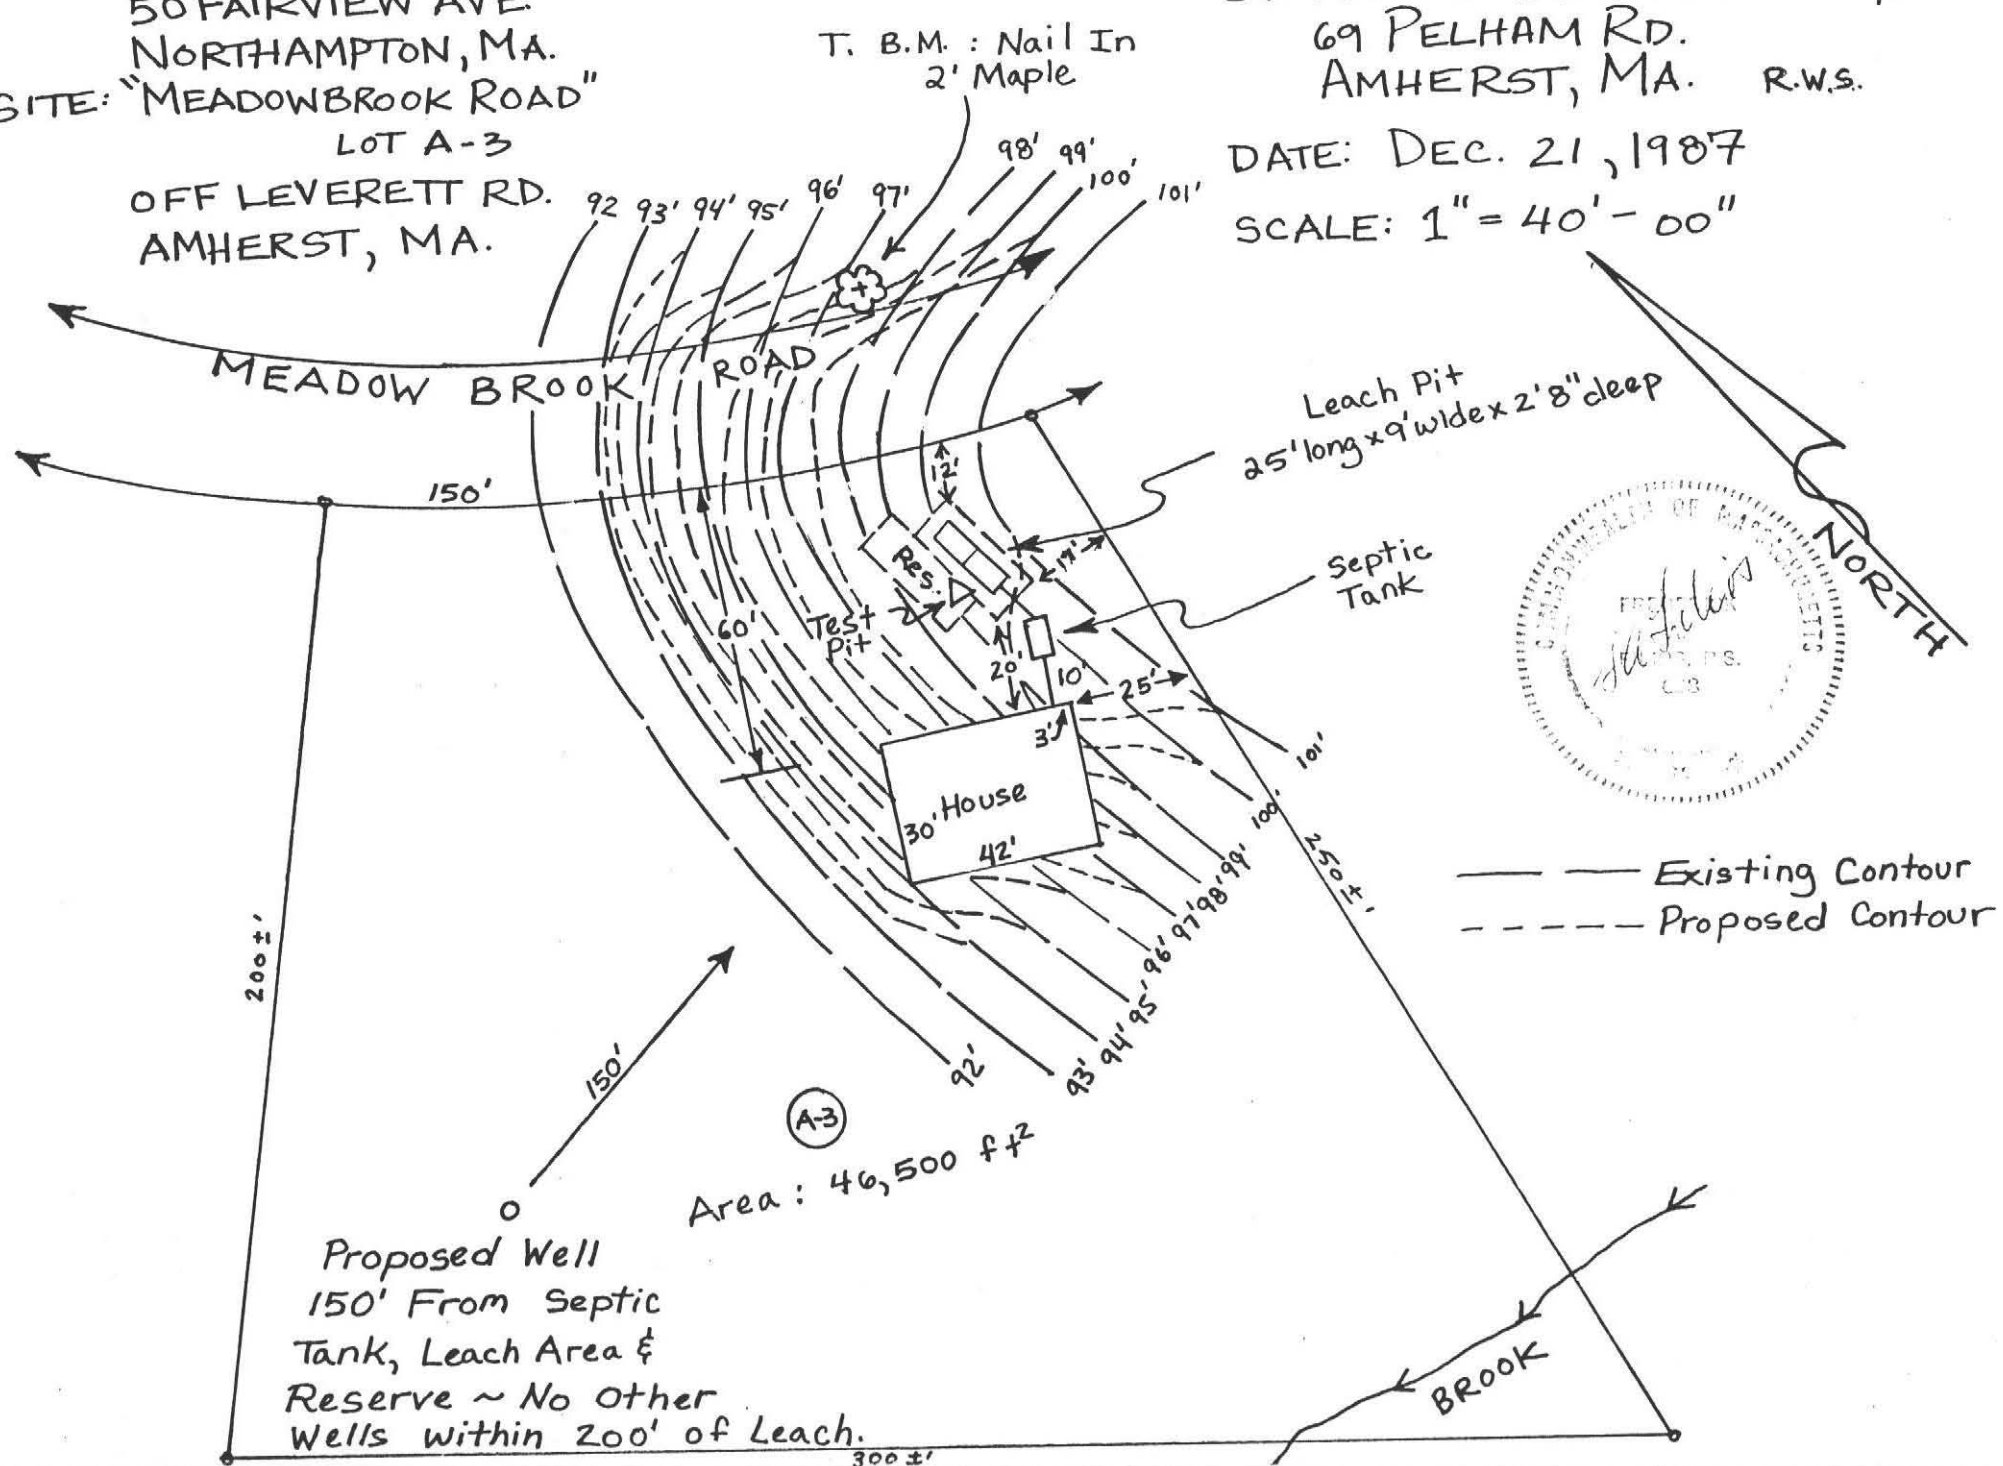 50 FAIRVIEW AVE.
NORTHAMPTON, MA.
SITE: "MEADOWBROOK ROAD"
LOT A-3
OFF LEVERETT RD.
AMHERST, MA.
T. B.M. : Nail In
2' Maple
69 PELHAM RD.
AMHERST, MA. R.W.S.
DATE: DEC. 21, 1987
SCALE: 1" = 40' - 00"
92 93' 94' 95' 96' 97' 98' 99' 100' 101'
MEADOW BROOK ROAD
150'
12'
Leach Pit
25' long x 9' wide x 2'8" deep
17'
Res.
Test
Pit
Septic
Tank
60'
20'
10'
25'
3'
House
30'
42'
NORTH
COMMONWEALTH OF MASSACHUSETTS
101'
100'
99'
98'
97'
96'
95'
94'
93'
92'
250±'
200±'
Existing Contour
Proposed Contour
150'
A-3
Area : 46,500 ft²
Proposed Well
150' From Septic
Tank, Leach Area &
Reserve ~ No Other
Wells within 200' of Leach.
300±'
BROOK